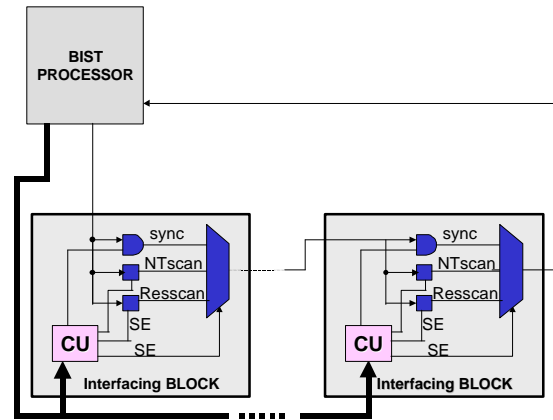 BIST
PROCESSOR
sync
NTscan
Resscan
SE
CU
SE
Interfacing BLOCK
sync
NTscan
Resscan
SE
CU
SE
Interfacing BLOCK